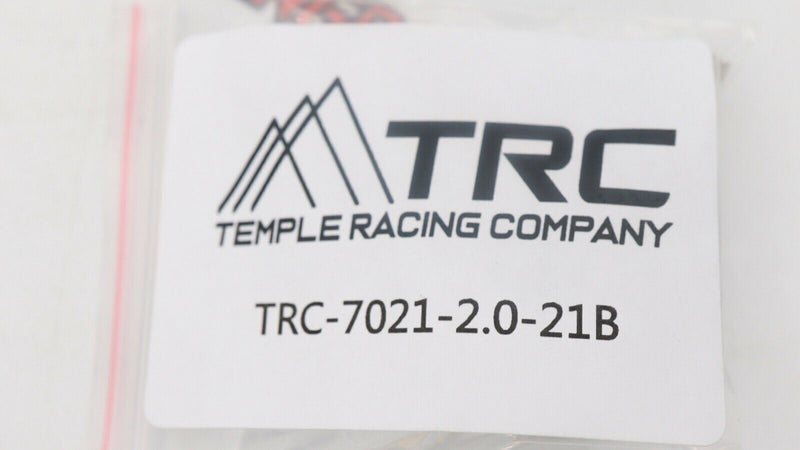 TRC
TEMPLE RACING COMPANY
TRC-7021-2.0-21B